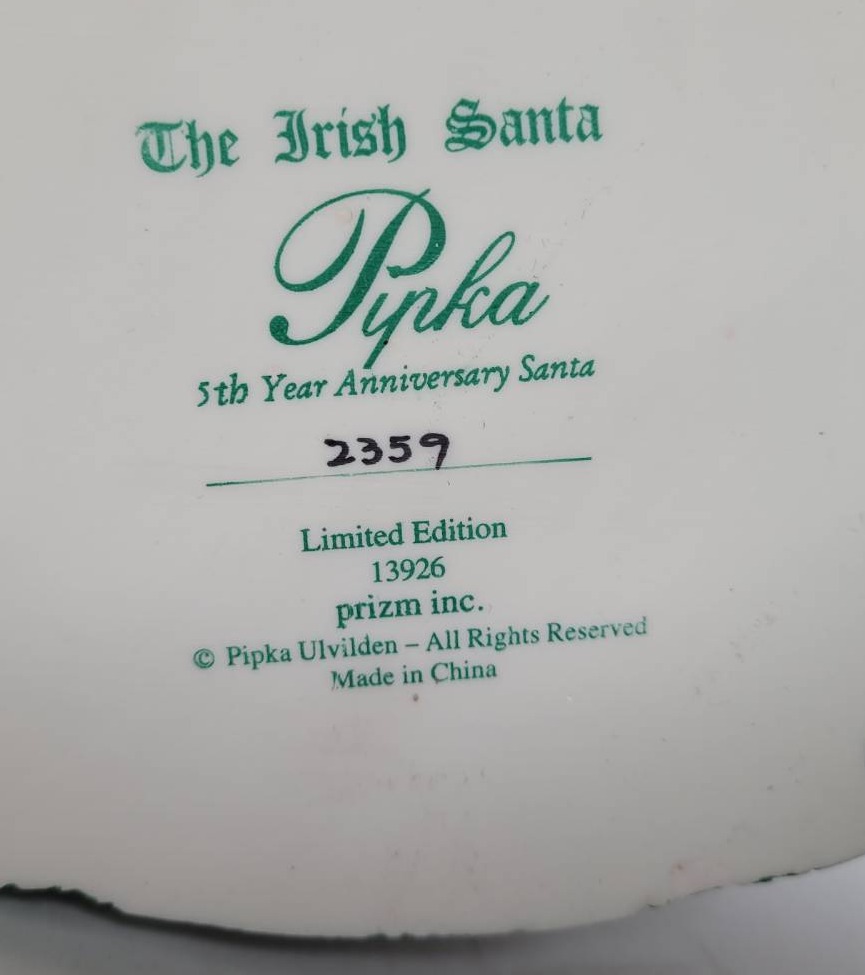 The Irish Santa
Pipka
5th Year Anniversary Santa
2359
Limited Edition
13926
prizm inc.
© Pipka Ulvilden – All Rights Reserved
Made in China